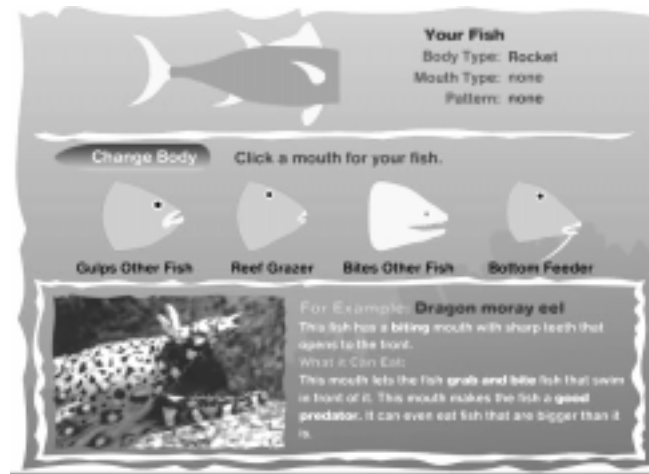 Your Fish
Body Type: Rocket
Mouth Type: none
Pattern: none
Change Body
Click a mouth for your fish.
Gulps Other Fish
Reef Grazer
Bites Other Fish
Bottom Feeder
For Example: Dragon moray eel
This fish has a biting mouth with sharp teeth that
opens to the front.
What it Can Eat:
This mouth lets the fish grab and bite fish that swim
in front of it. This mouth makes the fish a good
predator. It can even eat fish that are bigger than it
is.